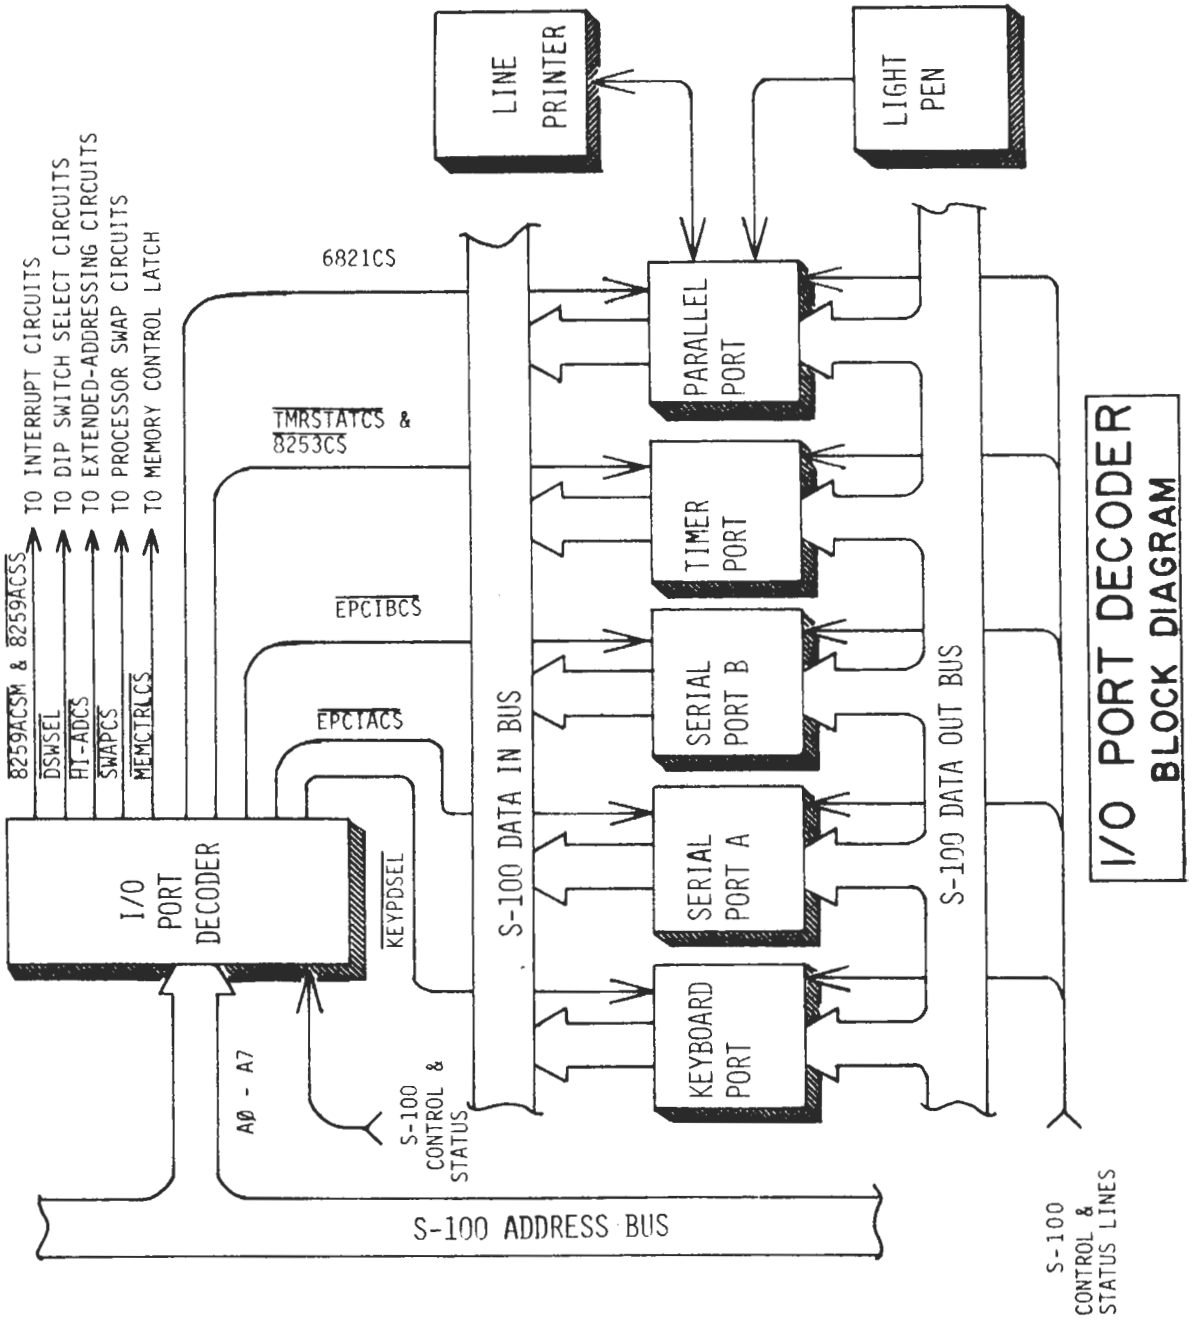 8259ACSM & 8259ACSS
TO INTERRUPT CIRCUITS
DSWSEL
TO DIP SWITCH SELECT CIRCUITS
HI-ADCS
TO EXTENDED-ADDRESSING CIRCUITS
SWAPCS
TO PROCESSOR SWAP CIRCUITS
MEMCTRLCS
TO MEMORY CONTROL LATCH
I/O
PORT
DECODER
6821CS
TMRSTATCS &
8253CS
EPCIBCS
EPCIACS
KEYPDSEL
AØ - A7
S-100
CONTROL &
STATUS
S-100 ADDRESS BUS
S-100 DATA IN BUS
LINE
PRINTER
KEYBOARD
PORT
SERIAL
PORT A
SERIAL
PORT B
TIMER
PORT
PARALLEL
PORT
LIGHT
PEN
S-100 DATA OUT BUS
S-100
CONTROL &
STATUS LINES
I/O PORT DECODER
BLOCK DIAGRAM